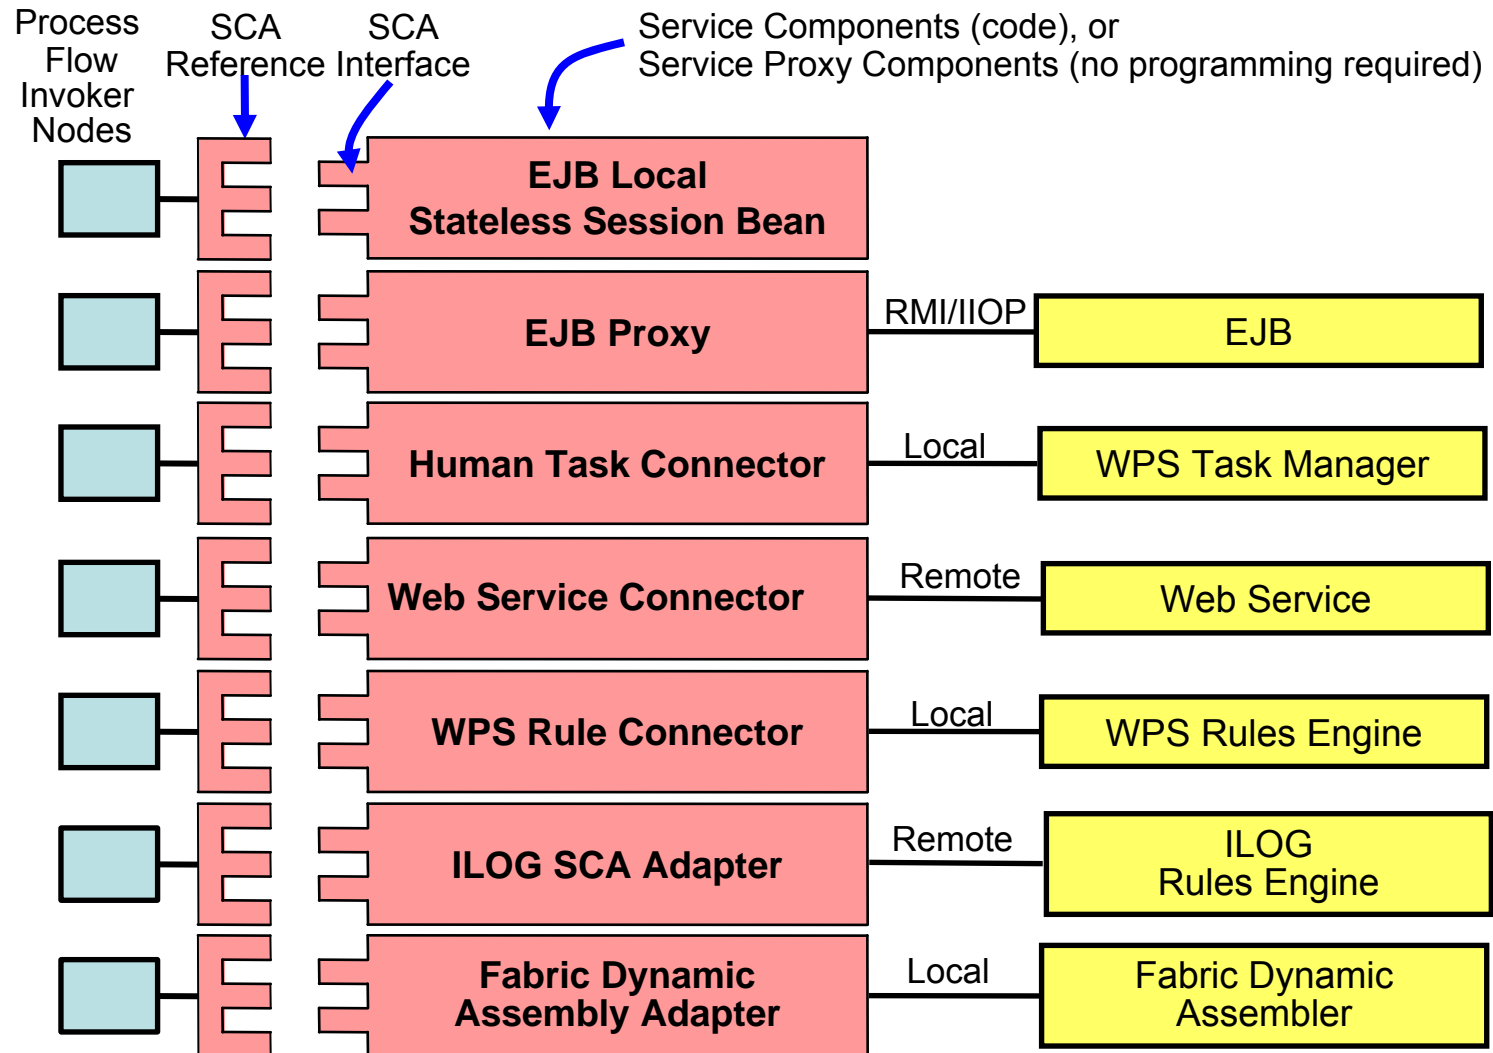 Process
Flow
Invoker
Nodes
SCA
Reference
SCA
Interface
Service Components (code), or
Service Proxy Components (no programming required)
EJB Local
Stateless Session Bean
EJB Proxy
RMI/IIOP
EJB
Human Task Connector
Local
WPS Task Manager
Web Service Connector
Remote
Web Service
WPS Rule Connector
Local
WPS Rules Engine
ILOG SCA Adapter
Remote
ILOG
Rules Engine
Fabric Dynamic
Assembly Adapter
Local
Fabric Dynamic
Assembler